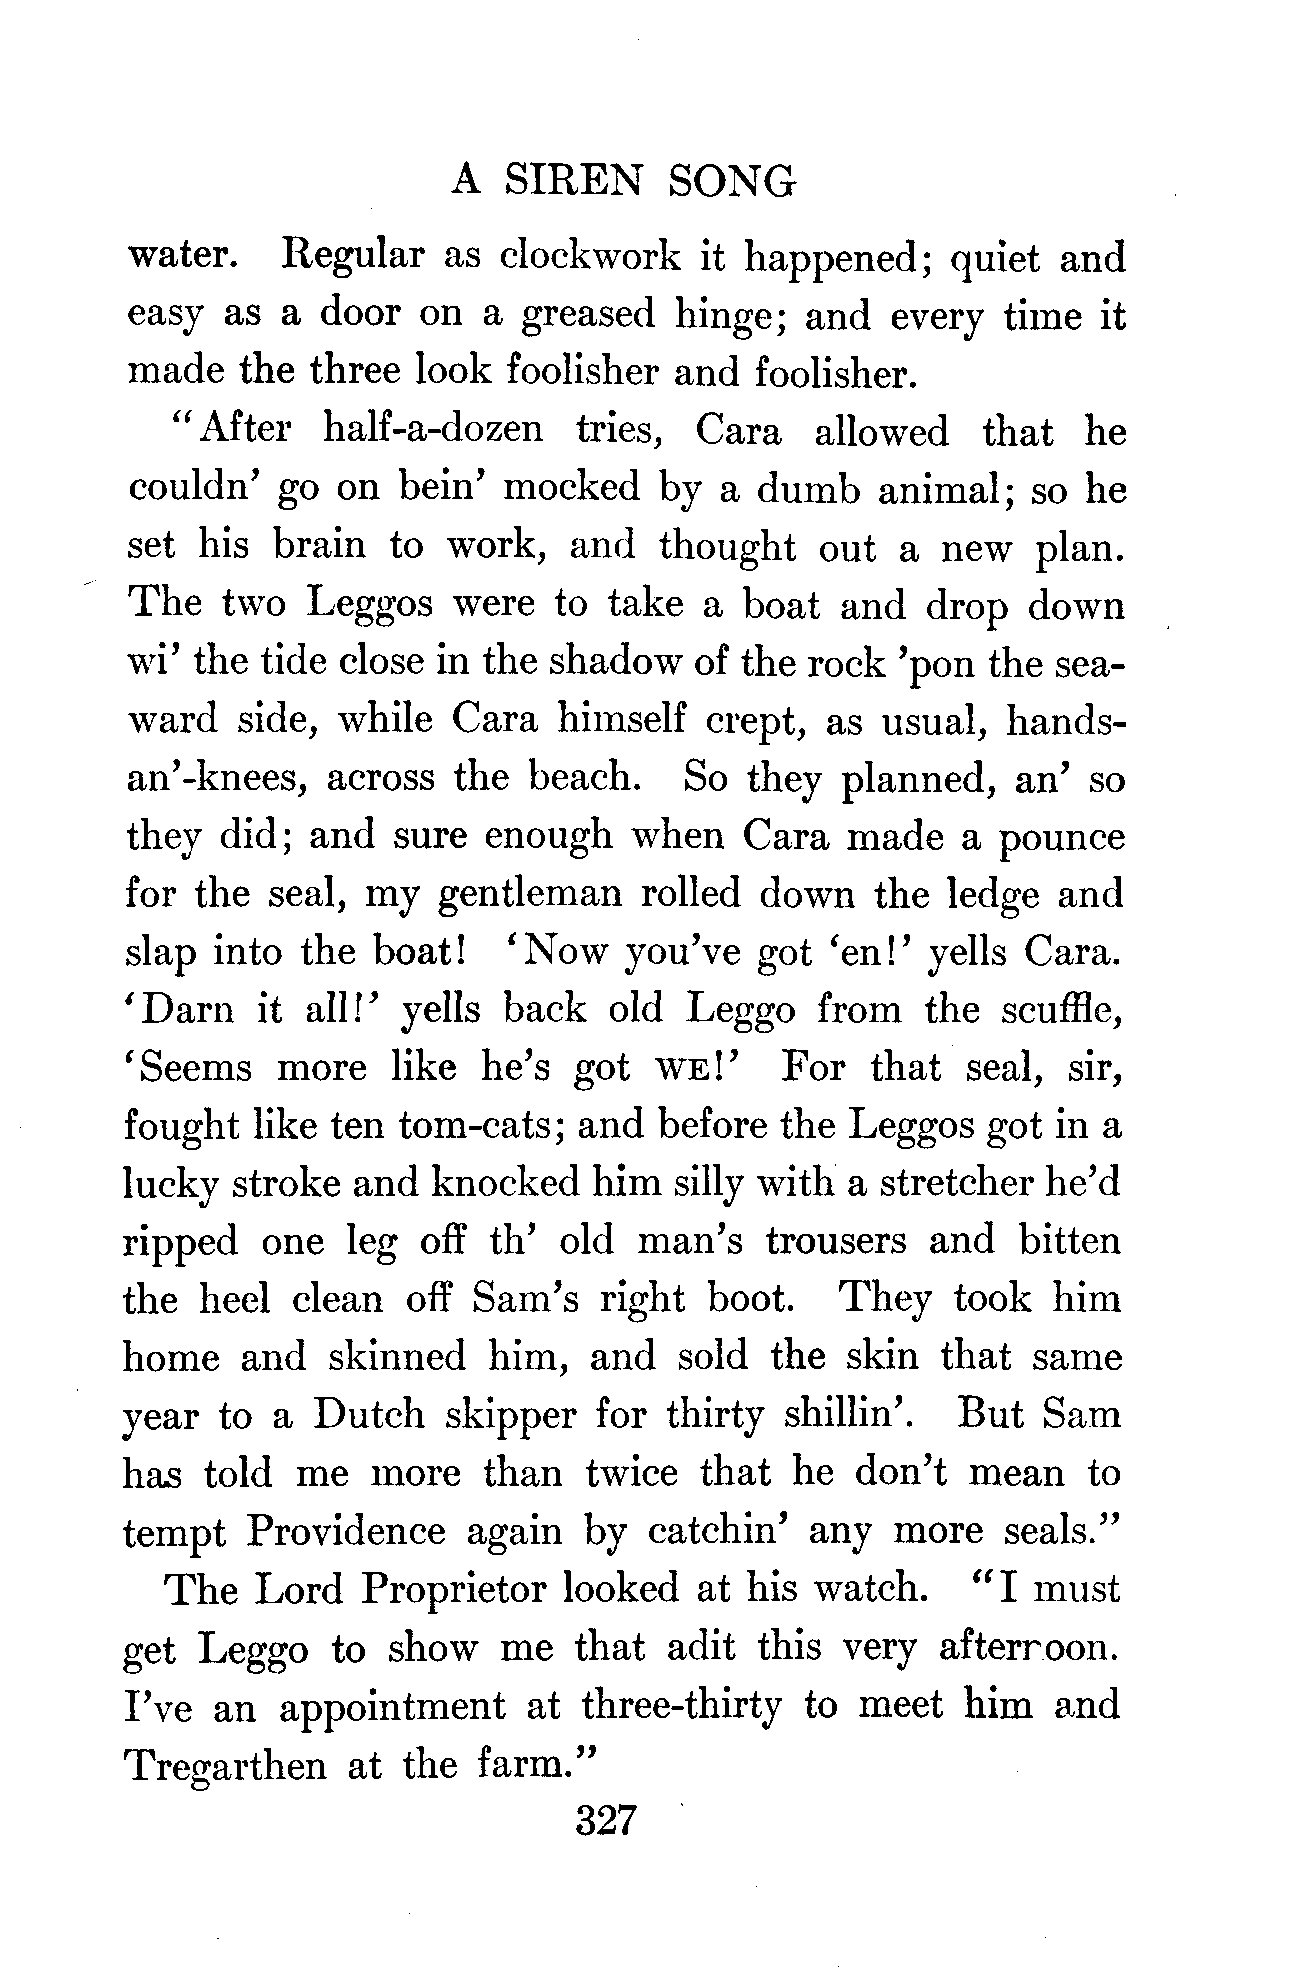 A SIREN SONG
water. Regular as clockwork it happened; quiet and
easy as a door on a greased hinge; and every time it
made the three look foolisher and foolisher.
“After half-a-dozen tries, Cara allowed that he
couldn’ go on bein’ mocked by a dumb animal; so he
set his brain to work, and thought out a new plan.
The two Leggos were to take a boat and drop down
wi’ the tide close in the shadow of the rock ’pon the sea-
ward side, while Cara himself crept, as usual, hands-
an’-knees, across the beach. So they planned, an’ so
they did; and sure enough when Cara made a pounce
for the seal, my gentleman rolled down the ledge and
slap into the boat! ‘Now you’ve got ‘en!’ yells Cara.
‘Darn it all!’ yells back old Leggo from the scuffle,
‘Seems more like he’s got WE!’ For that seal, sir,
fought like ten tom-cats; and before the Leggos got in a
lucky stroke and knocked him silly with a stretcher he’d
ripped one leg off th’ old man’s trousers and bitten
the heel clean off Sam’s right boot. They took him
home and skinned him, and sold the skin that same
year to a Dutch skipper for thirty shillin’. But Sam
has told me more than twice that he don’t mean to
tempt Providence again by catchin’ any more seals.”
The Lord Proprietor looked at his watch. “I must
get Leggo to show me that adit this very afternoon.
I’ve an appointment at three-thirty to meet him and
Tregarthen at the farm.”
327